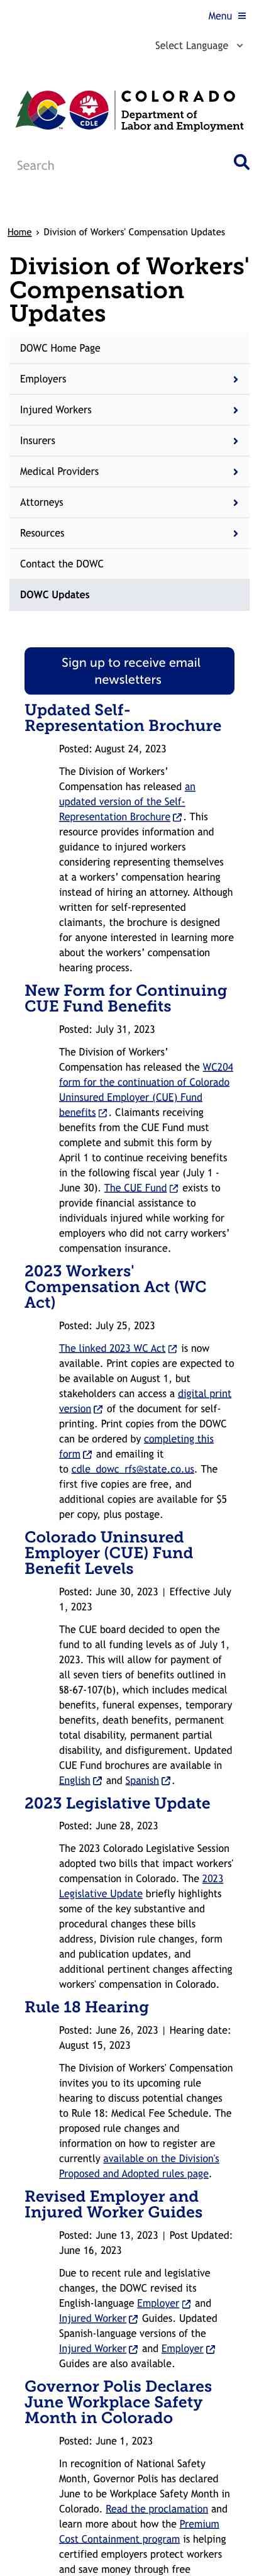 Menu
Select Language
COLORADO
Department of
Labor and Employment
CDLE
Search
Home › Division of Workers' Compensation Updates
Division of Workers'
Compensation
Updates
DOWC Home Page
Employers
Injured Workers
Insurers
Medical Providers
Attorneys
Resources
Contact the DOWC
DOWC Updates
Sign up to receive email
newsletters
Updated Self-
Representation Brochure
Posted: August 24, 2023
The Division of Workers’
Compensation has released an
updated version of the Self-
Representation Brochure. This
resource provides information and
guidance to injured workers
considering representing themselves
at a workers’ compensation hearing
instead of hiring an attorney. Although
written for self-represented
claimants, the brochure is designed
for anyone interested in learning more
about the workers’ compensation
hearing process.
New Form for Continuing
CUE Fund Benefits
Posted: July 31, 2023
The Division of Workers’
Compensation has released the WC204
form for the continuation of Colorado
Uninsured Employer (CUE) Fund
benefits. Claimants receiving
benefits from the CUE Fund must
complete and submit this form by
April 1 to continue receiving benefits
in the following fiscal year (July 1 -
June 30). The CUE Fund exists to
provide financial assistance to
individuals injured while working for
employers who did not carry workers’
compensation insurance.
2023 Workers'
Compensation Act (WC
Act)
Posted: July 25, 2023
The linked 2023 WC Act is now
available. Print copies are expected to
be available on August 1, but
stakeholders can access a digital print
version of the document for self-
printing. Print copies from the DOWC
can be ordered by completing this
form and emailing it
to cdle_dowc_rfs@state.co.us. The
first five copies are free, and
additional copies are available for $5
per copy, plus postage.
Colorado Uninsured
Employer (CUE) Fund
Benefit Levels
Posted: June 30, 2023 | Effective July
1, 2023
The CUE board decided to open the
fund to all funding levels as of July 1,
2023. This will allow for payment of
all seven tiers of benefits outlined in
§8-67-107(b), which includes medical
benefits, funeral expenses, temporary
benefits, death benefits, permanent
total disability, permanent partial
disability, and disfigurement. Updated
CUE Fund brochures are available in
English and Spanish.
2023 Legislative Update
Posted: June 28, 2023
The 2023 Colorado Legislative Session
adopted two bills that impact workers'
compensation in Colorado. The 2023
Legislative Update briefly highlights
some of the key substantive and
procedural changes these bills
address, Division rule changes, form
and publication updates, and
additional pertinent changes affecting
workers' compensation in Colorado.
Rule 18 Hearing
Posted: June 26, 2023 | Hearing date:
August 15, 2023
The Division of Workers' Compensation
invites you to its upcoming rule
hearing to discuss potential changes
to Rule 18: Medical Fee Schedule. The
proposed rule changes and
information on how to register are
currently available on the Division's
Proposed and Adopted rules page.
Revised Employer and
Injured Worker Guides
Posted: June 13, 2023 | Post Updated:
June 16, 2023
Due to recent rule and legislative
changes, the DOWC revised its
English-language Employer and
Injured Worker Guides. Updated
Spanish-language versions of the
Injured Worker and Employer
Guides are also available.
Governor Polis Declares
June Workplace Safety
Month in Colorado
Posted: June 1, 2023
In recognition of National Safety
Month, Governor Polis has declared
June to be Workplace Safety Month in
Colorado. Read the proclamation and
learn more about how the Premium
Cost Containment program is helping
certified employers protect workers
and save money through free